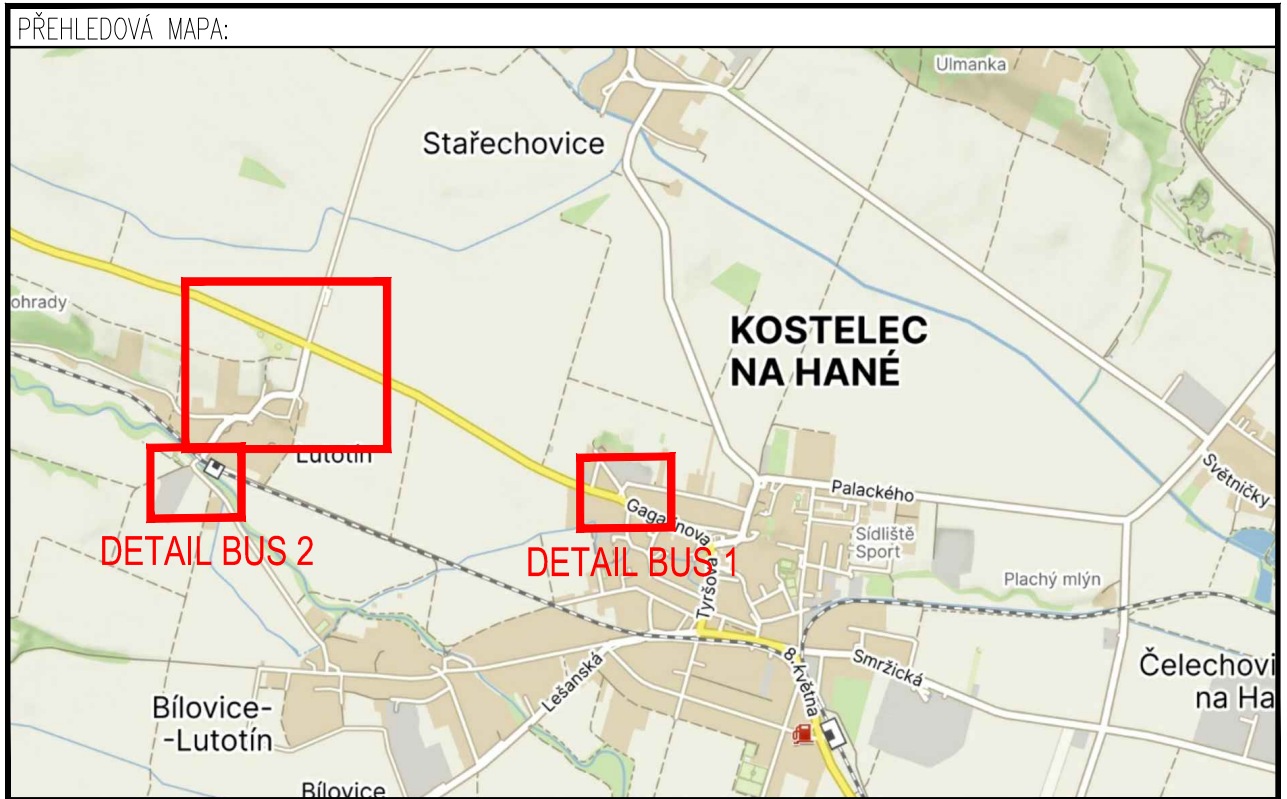 PŘEHLEDOVÁ MAPA:
Ulmanka
Stařechovice
ohrady
KOSTELEC
NA HANÉ
Lutotín
Světničky
Palackého
Gagarinova
Sídliště
Sport
DETAIL BUS 2
DETAIL BUS 1
Tyršova
Plachý mlýn
8. května
Smržická
Lešanská
Čelechovi
na Ha
Bílovice-
-Lutotín
Bílovice